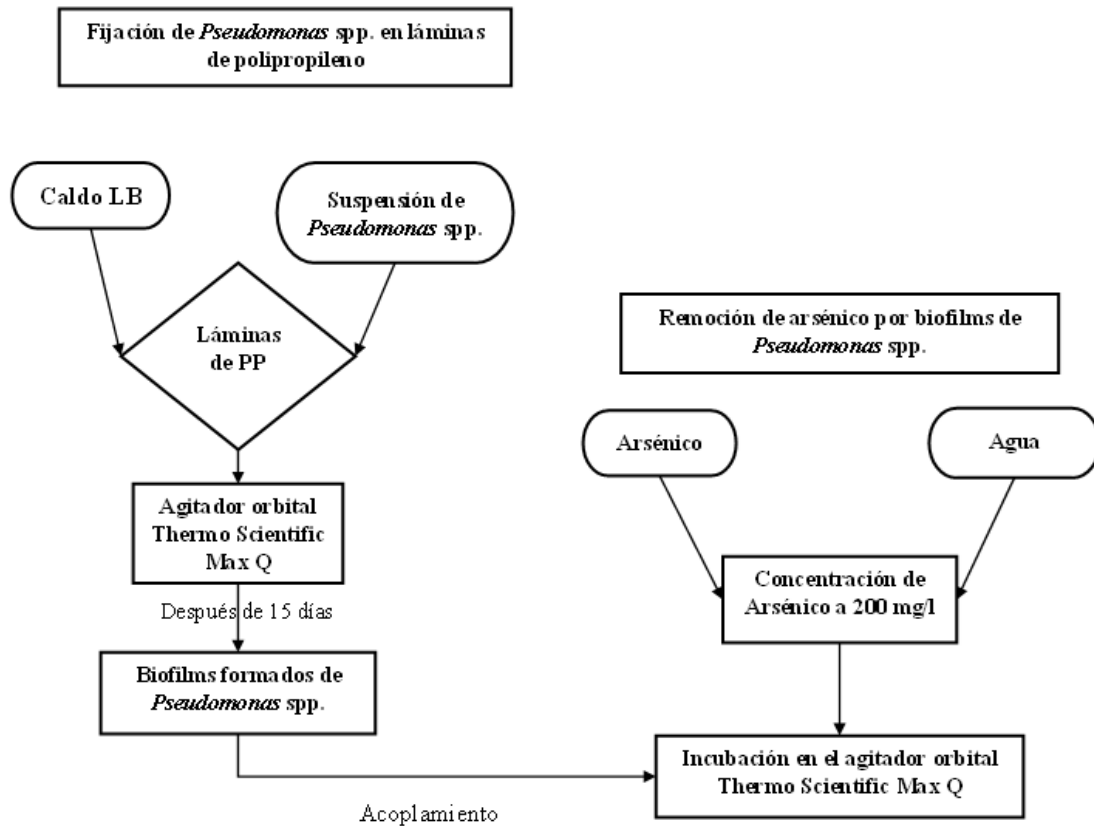 Fijación de Pseudomonas spp. en láminas
de polipropileno
Caldo LB
Suspensión de
Pseudomonas spp.
Láminas
de PP
Agitador orbital
Thermo Scientific
Max Q
Después de 15 días
Biofilms formados de
Pseudomonas spp.
Acoplamiento
Remoción de arsénico por biofilms de
Pseudomonas spp.
Arsénico
Agua
Concentración de
Arsénico a 200 mg/l
Incubación en el agitador orbital
Thermo Scientific Max Q